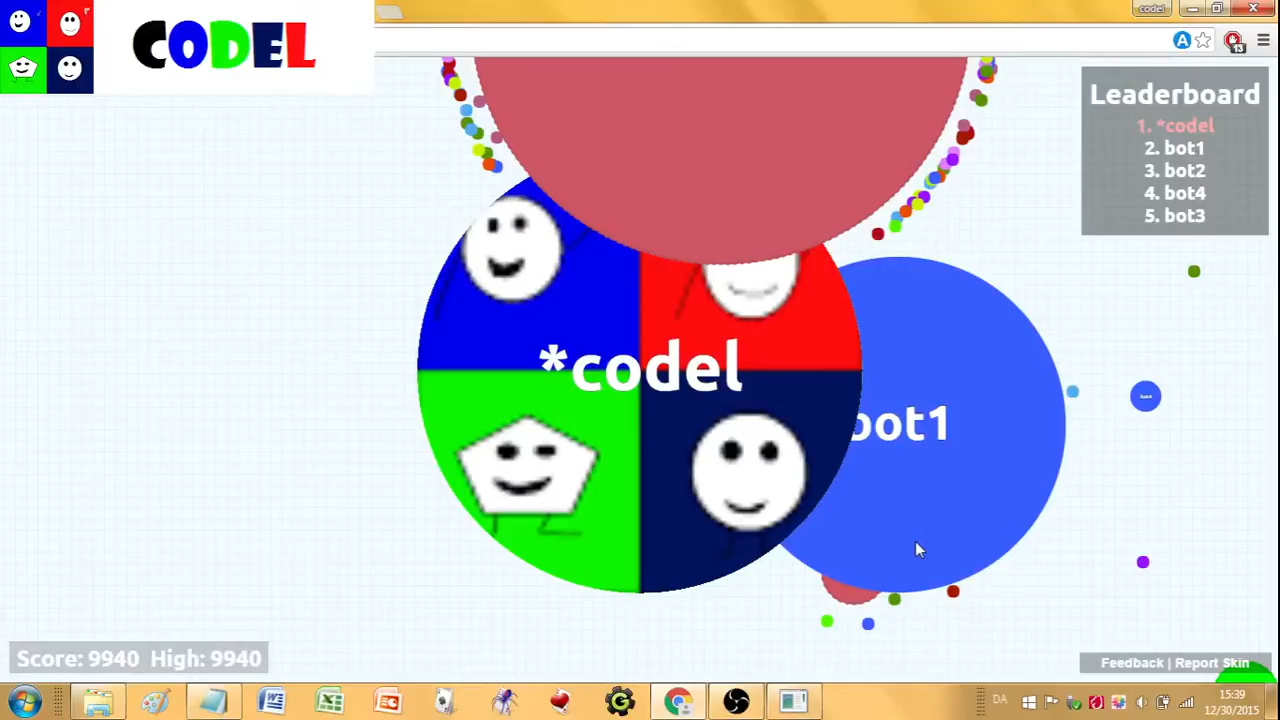 CODEL
codel
A
13
Leaderboard
1. *codel
2. bot1
3. bot2
4. bot4
5. bot3
*codel
bot1
Score: 9940 High: 9940
Feedback | Report Skin
DA
15:39
12/30/2015